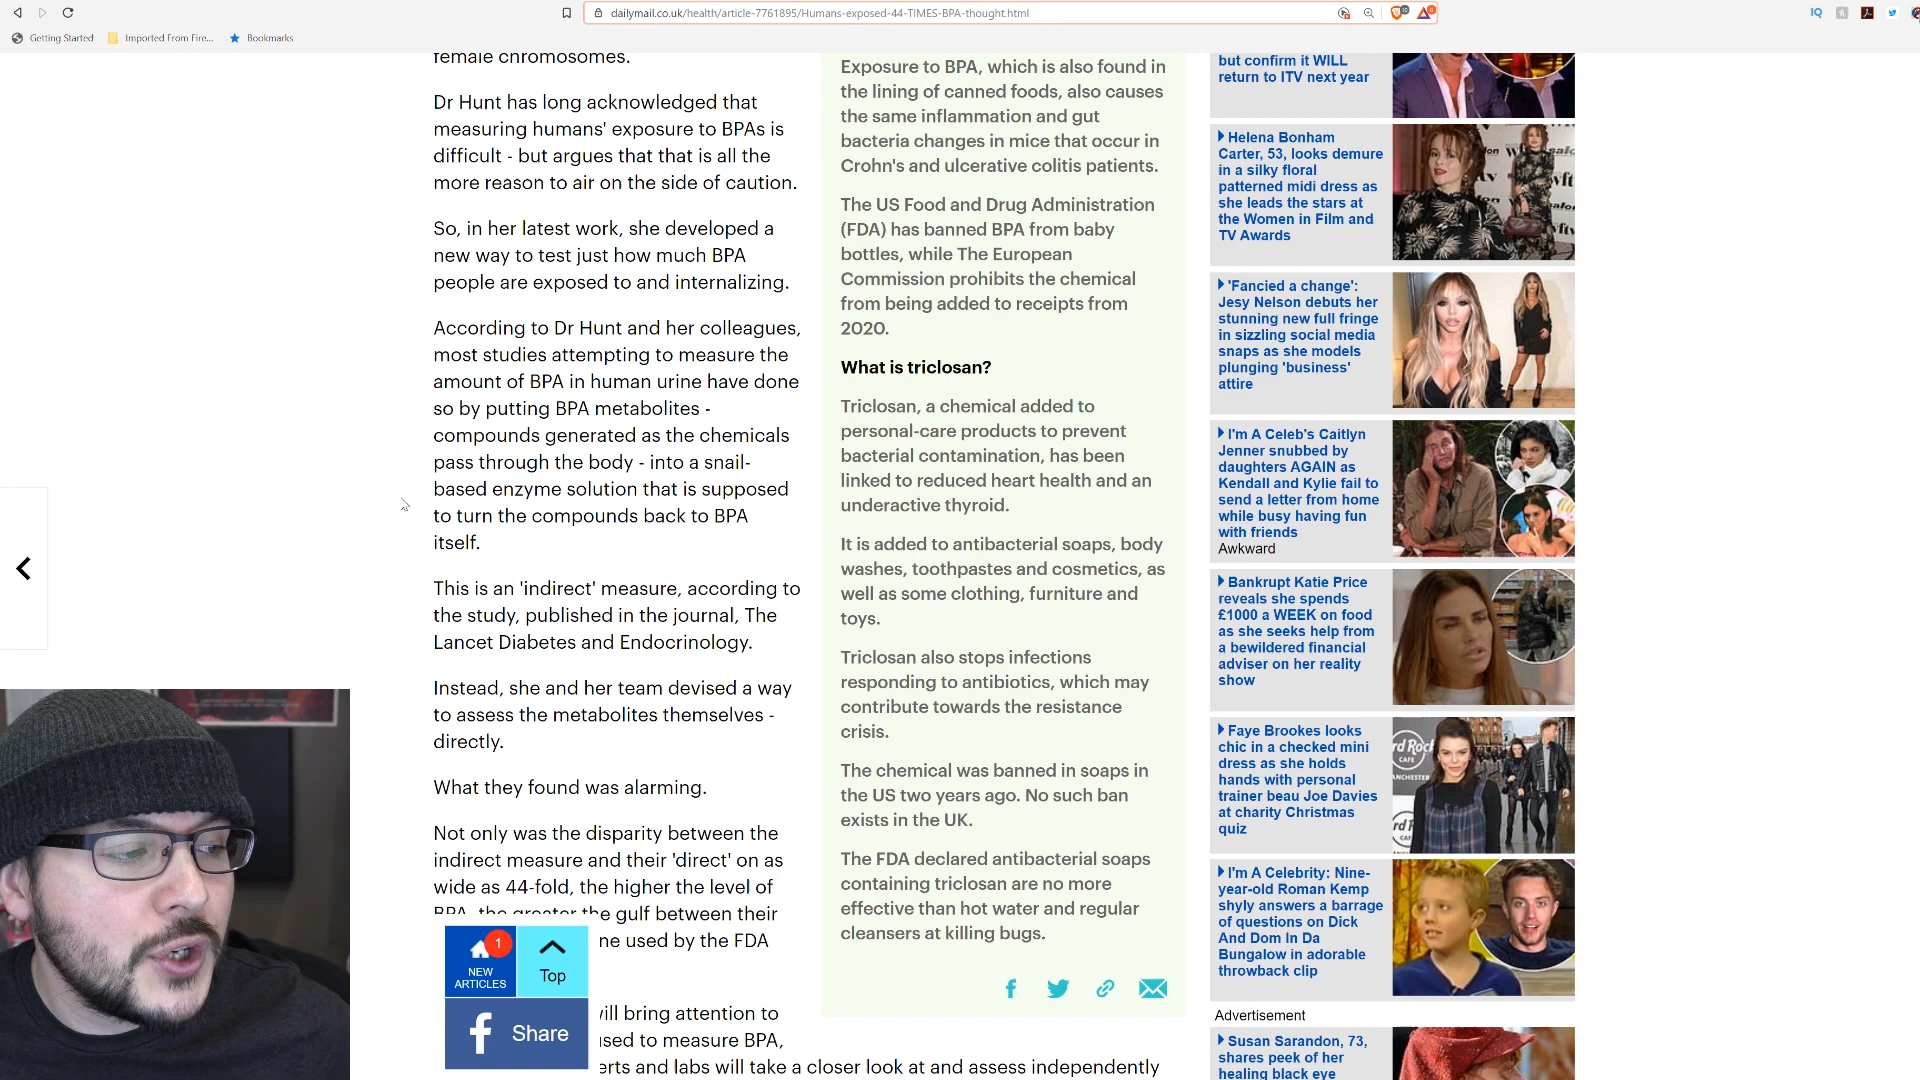 dailymail.co.uk/health/article-7761895/Humans-exposed-44-TIMES-BPA-thought.html
Getting Started
Imported From Fire...
Bookmarks
female chromosomes.
Dr Hunt has long acknowledged that
measuring humans' exposure to BPAs is
difficult - but argues that that is all the
more reason to air on the side of caution.
So, in her latest work, she developed a
new way to test just how much BPA
people are exposed to and internalizing.
According to Dr Hunt and her colleagues,
most studies attempting to measure the
amount of BPA in human urine have done
so by putting BPA metabolites -
compounds generated as the chemicals
pass through the body - into a snail-
based enzyme solution that is supposed
to turn the compounds back to BPA
itself.
This is an 'indirect' measure, according to
the study, published in the journal, The
Lancet Diabetes and Endocrinology.
Instead, she and her team devised a way
to assess the metabolites themselves -
directly.
What they found was alarming.
Not only was the disparity between the
indirect measure and their 'direct' on as
wide as 44-fold, the higher the level of
BPA, the greater the gulf between their
used by the FDA
bring attention to
to measure BPA,
and labs will take a closer look at and assess independently
1
NEW
ARTICLES
Top
Share
Exposure to BPA, which is also found in
the lining of canned foods, also causes
the same inflammation and gut
bacteria changes in mice that occur in
Crohn's and ulcerative colitis patients.
The US Food and Drug Administration
(FDA) has banned BPA from baby
bottles, while The European
Commission prohibits the chemical
from being added to receipts from
2020.
What is triclosan?
Triclosan, a chemical added to
personal-care products to prevent
bacterial contamination, has been
linked to reduced heart health and an
underactive thyroid.
It is added to antibacterial soaps, body
washes, toothpastes and cosmetics, as
well as some clothing, furniture and
toys.
Triclosan also stops infections
responding to antibiotics, which may
contribute towards the resistance
crisis.
The chemical was banned in soaps in
the US two years ago. No such ban
exists in the UK.
The FDA declared antibacterial soaps
containing triclosan are no more
effective than hot water and regular
cleansers at killing bugs.
but confirm it WILL
return to ITV next year
Helena Bonham
Carter, 53, looks demure
in a silky floral
patterned midi dress as
she leads the stars at
the Women in Film and
TV Awards
'Fancied a change':
Jesy Nelson debuts her
stunning new full fringe
in sizzling social media
snaps as she models
plunging 'business'
attire
I'm A Celeb's Caitlyn
Jenner snubbed by
daughters AGAIN as
Kendall and Kylie fail to
send a letter from home
while busy having fun
with friends
Awkward
Bankrupt Katie Price
reveals she spends
£1000 a WEEK on food
as she seeks help from
a bewildered financial
adviser on her reality
show
Faye Brookes looks
chic in a checked mini
dress as she holds
hands with personal
trainer beau Joe Davies
at charity Christmas
quiz
I'm A Celebrity: Nine-
year-old Roman Kemp
shyly answers a barrage
of questions on Dick
And Dom In Da
Bungalow in adorable
throwback clip
Advertisement
Susan Sarandon, 73,
shares peek of her
healing black eye